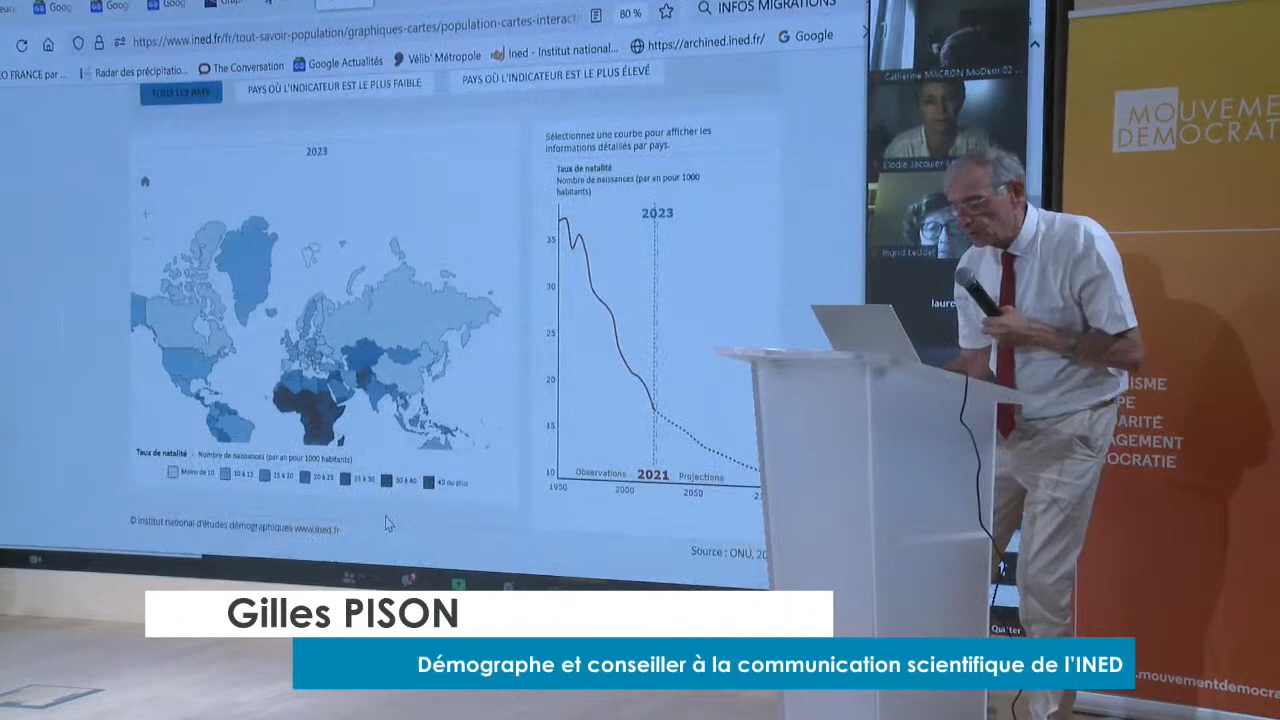 Goog
Goog
Goog
https://www.ined.fr/fr/tout-savoir-population/graphiques-cartes/population-cartes-interact
80 %
INFOS MIGRATIONS
O FRANCE par ...
Radar des précipitatio...
The Conversation
Google Actualités
Vélib' Métropole
Ined - Institut national...
https://archined.ined.fr/
Google
TOUS LES PAYS
PAYS OÙ L'INDICATEUR EST LE PLUS FAIBLE
PAYS OÙ L'INDICATEUR EST LE PLUS ÉLEVÉ
2023
Sélectionnez une courbe pour afficher les
informations détaillés par pays.
Taux de natalité
Nombre de naissances (par an pour 1000
habitants)
2023
35
30
25
20
15
10
Observations
2021
Projections
1950
2000
2050
Taux de natalité - Nombre de naissances (par an pour 1000 habitants)
Moins de 10
10 à 15
15 à 20
20 à 25
25 à 30
30 à 40
40 ou plus
© Institut national d'études démographiques www.ined.fr
Source : ONU, 20
Catherine MACRON MoDem 02 ...
Elodie Jacquier
Ingrid
laure
MOUVEME
DEMOCRAT
ISME
PE
ARITÉ
AGEMENT
OCRATIE
.mouvementdemocra
Gilles PISON
Démographe et conseiller à la communication scientifique de l'INED